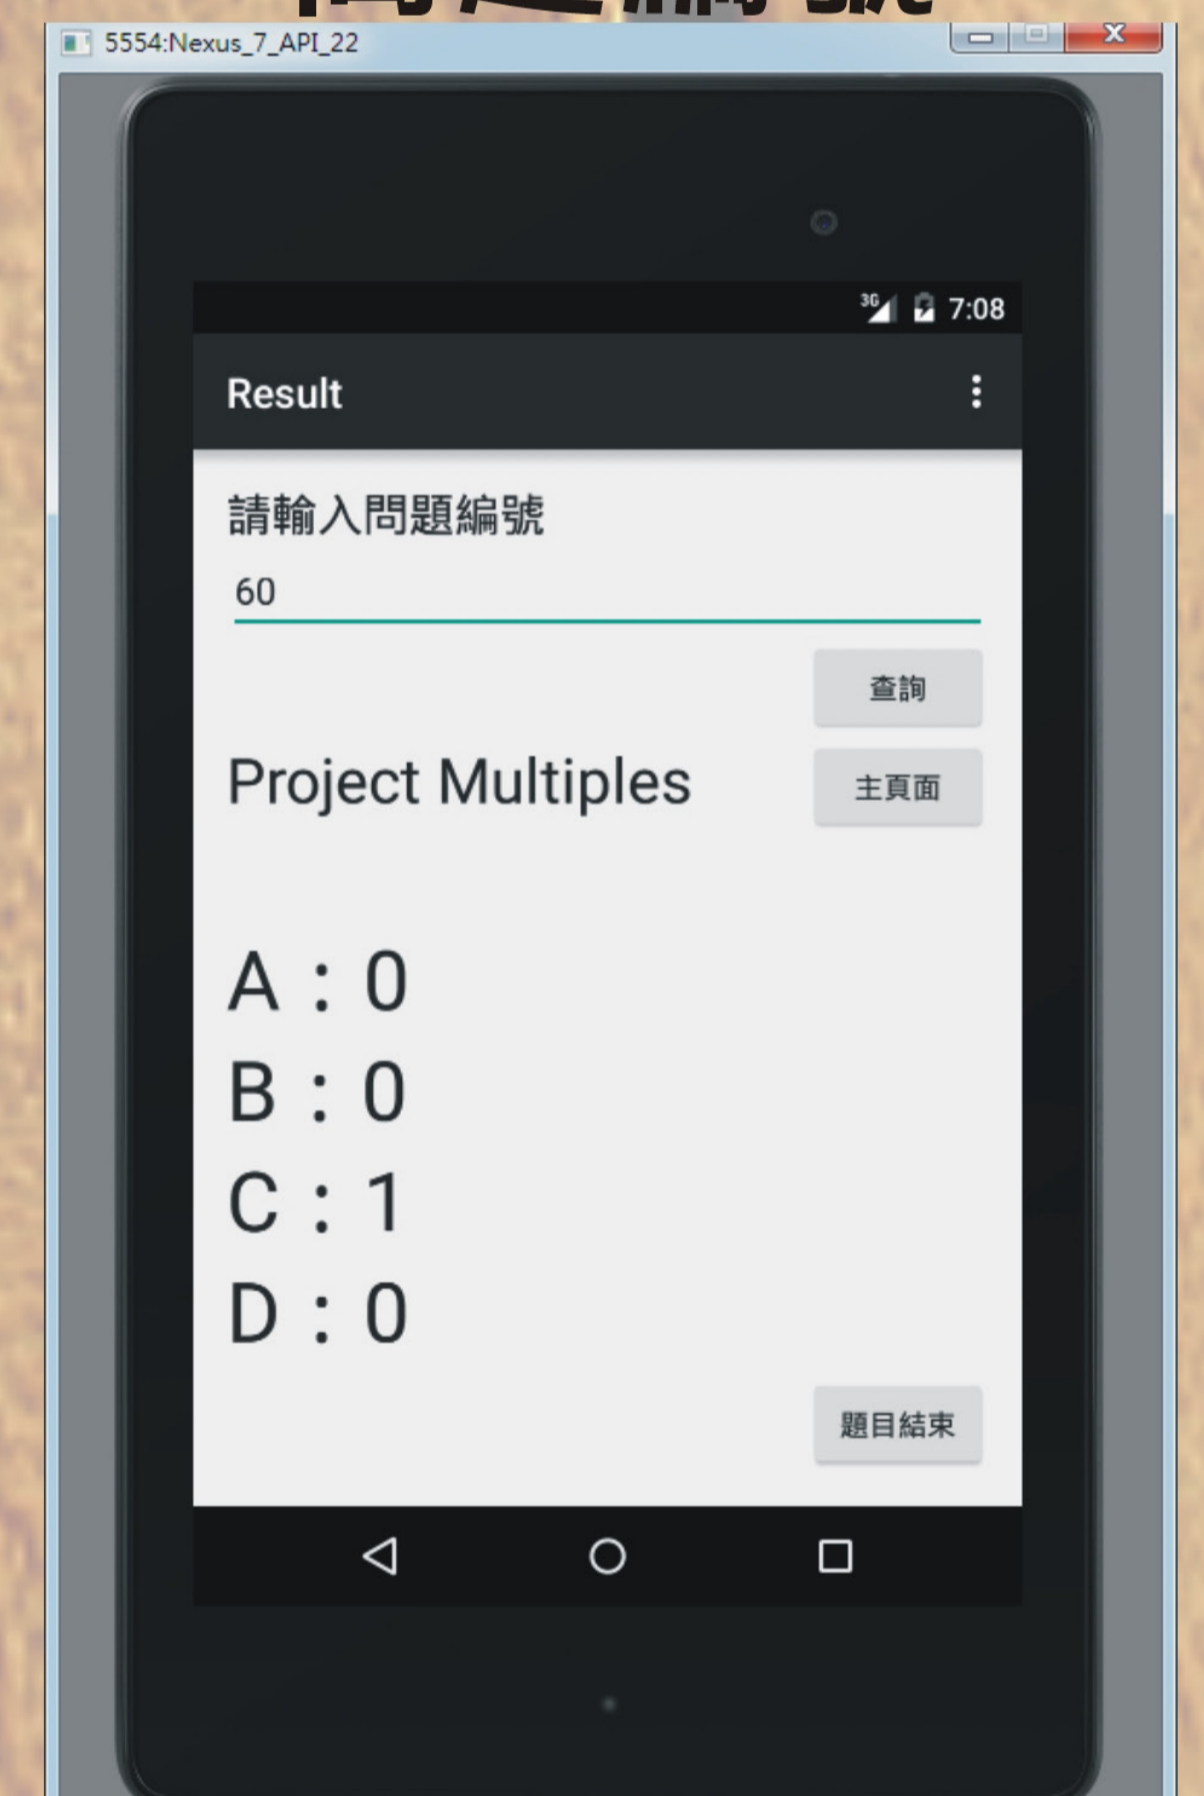 5554:Nexus_7_API_22
3G 7:08
Result
請輸入問題編號
60
查詢
Project Multiples
主頁面
A : 0
B : 0
C : 1
D : 0
題目結束